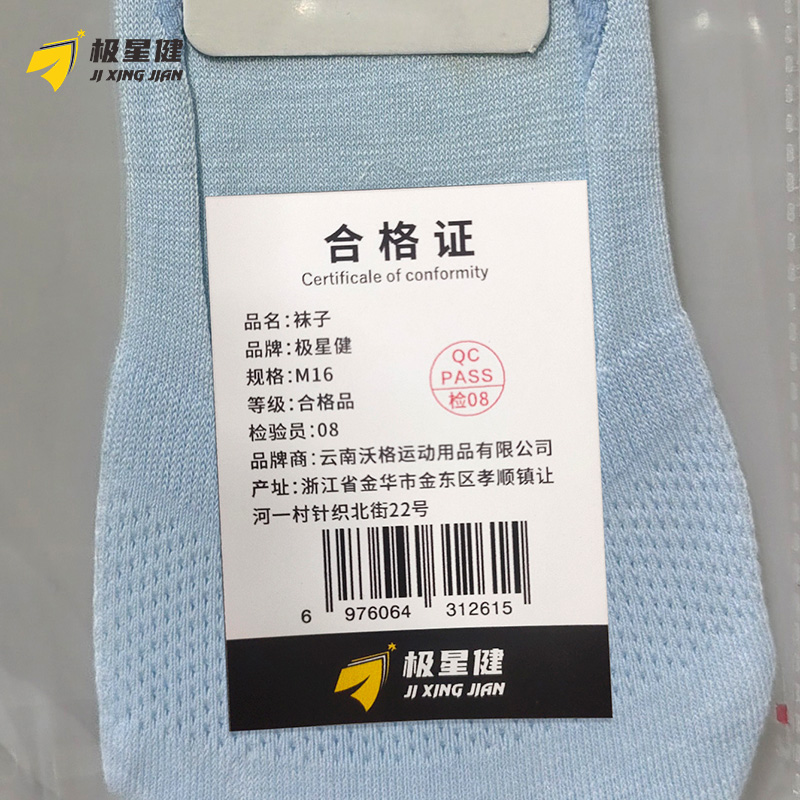 极星健
JI XING JIAN
合格证
Certificale of conformity
品名:袜子
品牌:极星健
规格:M16
等级:合格品
检验员:08
QC
PASS
检08
品牌商:云南沃格运动用品有限公司
产址:浙江省金华市金东区孝顺镇让
河一村针织北街22号
6 976064 312615
极星健
JI XING JIAN